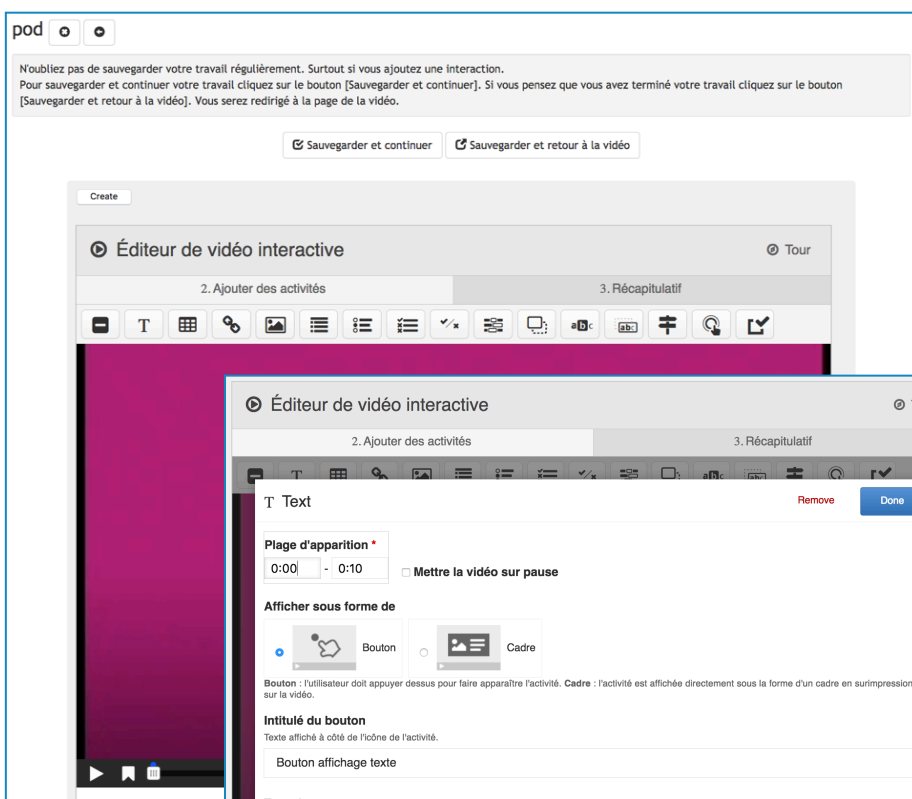 pod
N'oubliez pas de sauvegarder votre travail régulièrement. Surtout si vous ajoutez une interaction.
Pour sauvegarder et continuer votre travail cliquez sur le bouton [Sauvegarder et continuer]. Si vous pensez que vous avez terminé votre travail cliquez sur le bouton
[Sauvegarder et retour à la vidéo]. Vous serez redirigé à la page de la vidéo.
Sauvegarder et continuer
Sauvegarder et retour à la vidéo
Create
Éditeur de vidéo interactive
Tour
2. Ajouter des activités
3. Récapitulatif
T
abc
abc
Éditeur de vidéo interactive
2. Ajouter des activités
3. Récapitulatif
T
abc
abc
T Text
Remove
Done
Plage d'apparition *
0:00 - 0:10
Mettre la vidéo sur pause
Afficher sous forme de
Bouton
Cadre
Bouton : l'utilisateur doit appuyer dessus pour faire apparaître l'activité. Cadre : l'activité est affichée directement sous la forme d'un cadre en surimpression
sur la vidéo.
Intitulé du bouton
Texte affiché à côté de l'icône de l'activité.
Bouton affichage texte